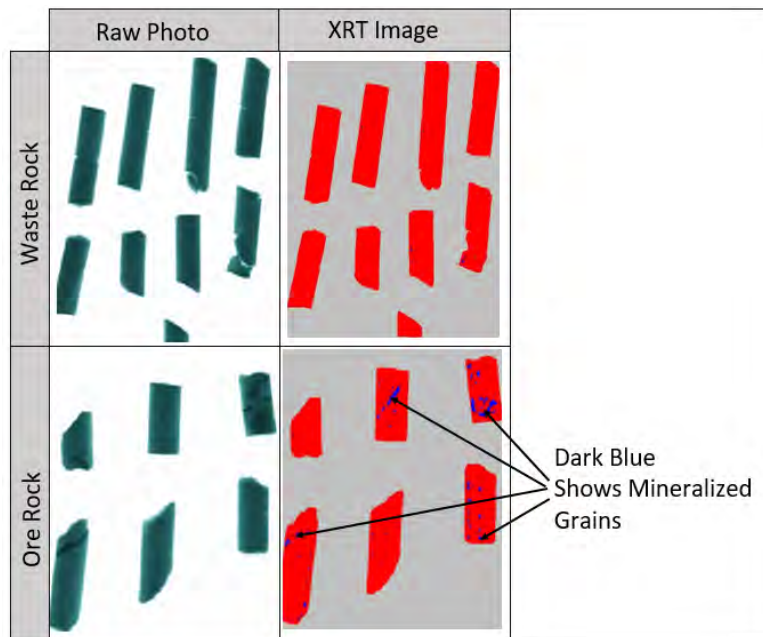 Raw Photo
XRT Image
Waste Rock
Ore Rock
Dark Blue
Shows Mineralized
Grains